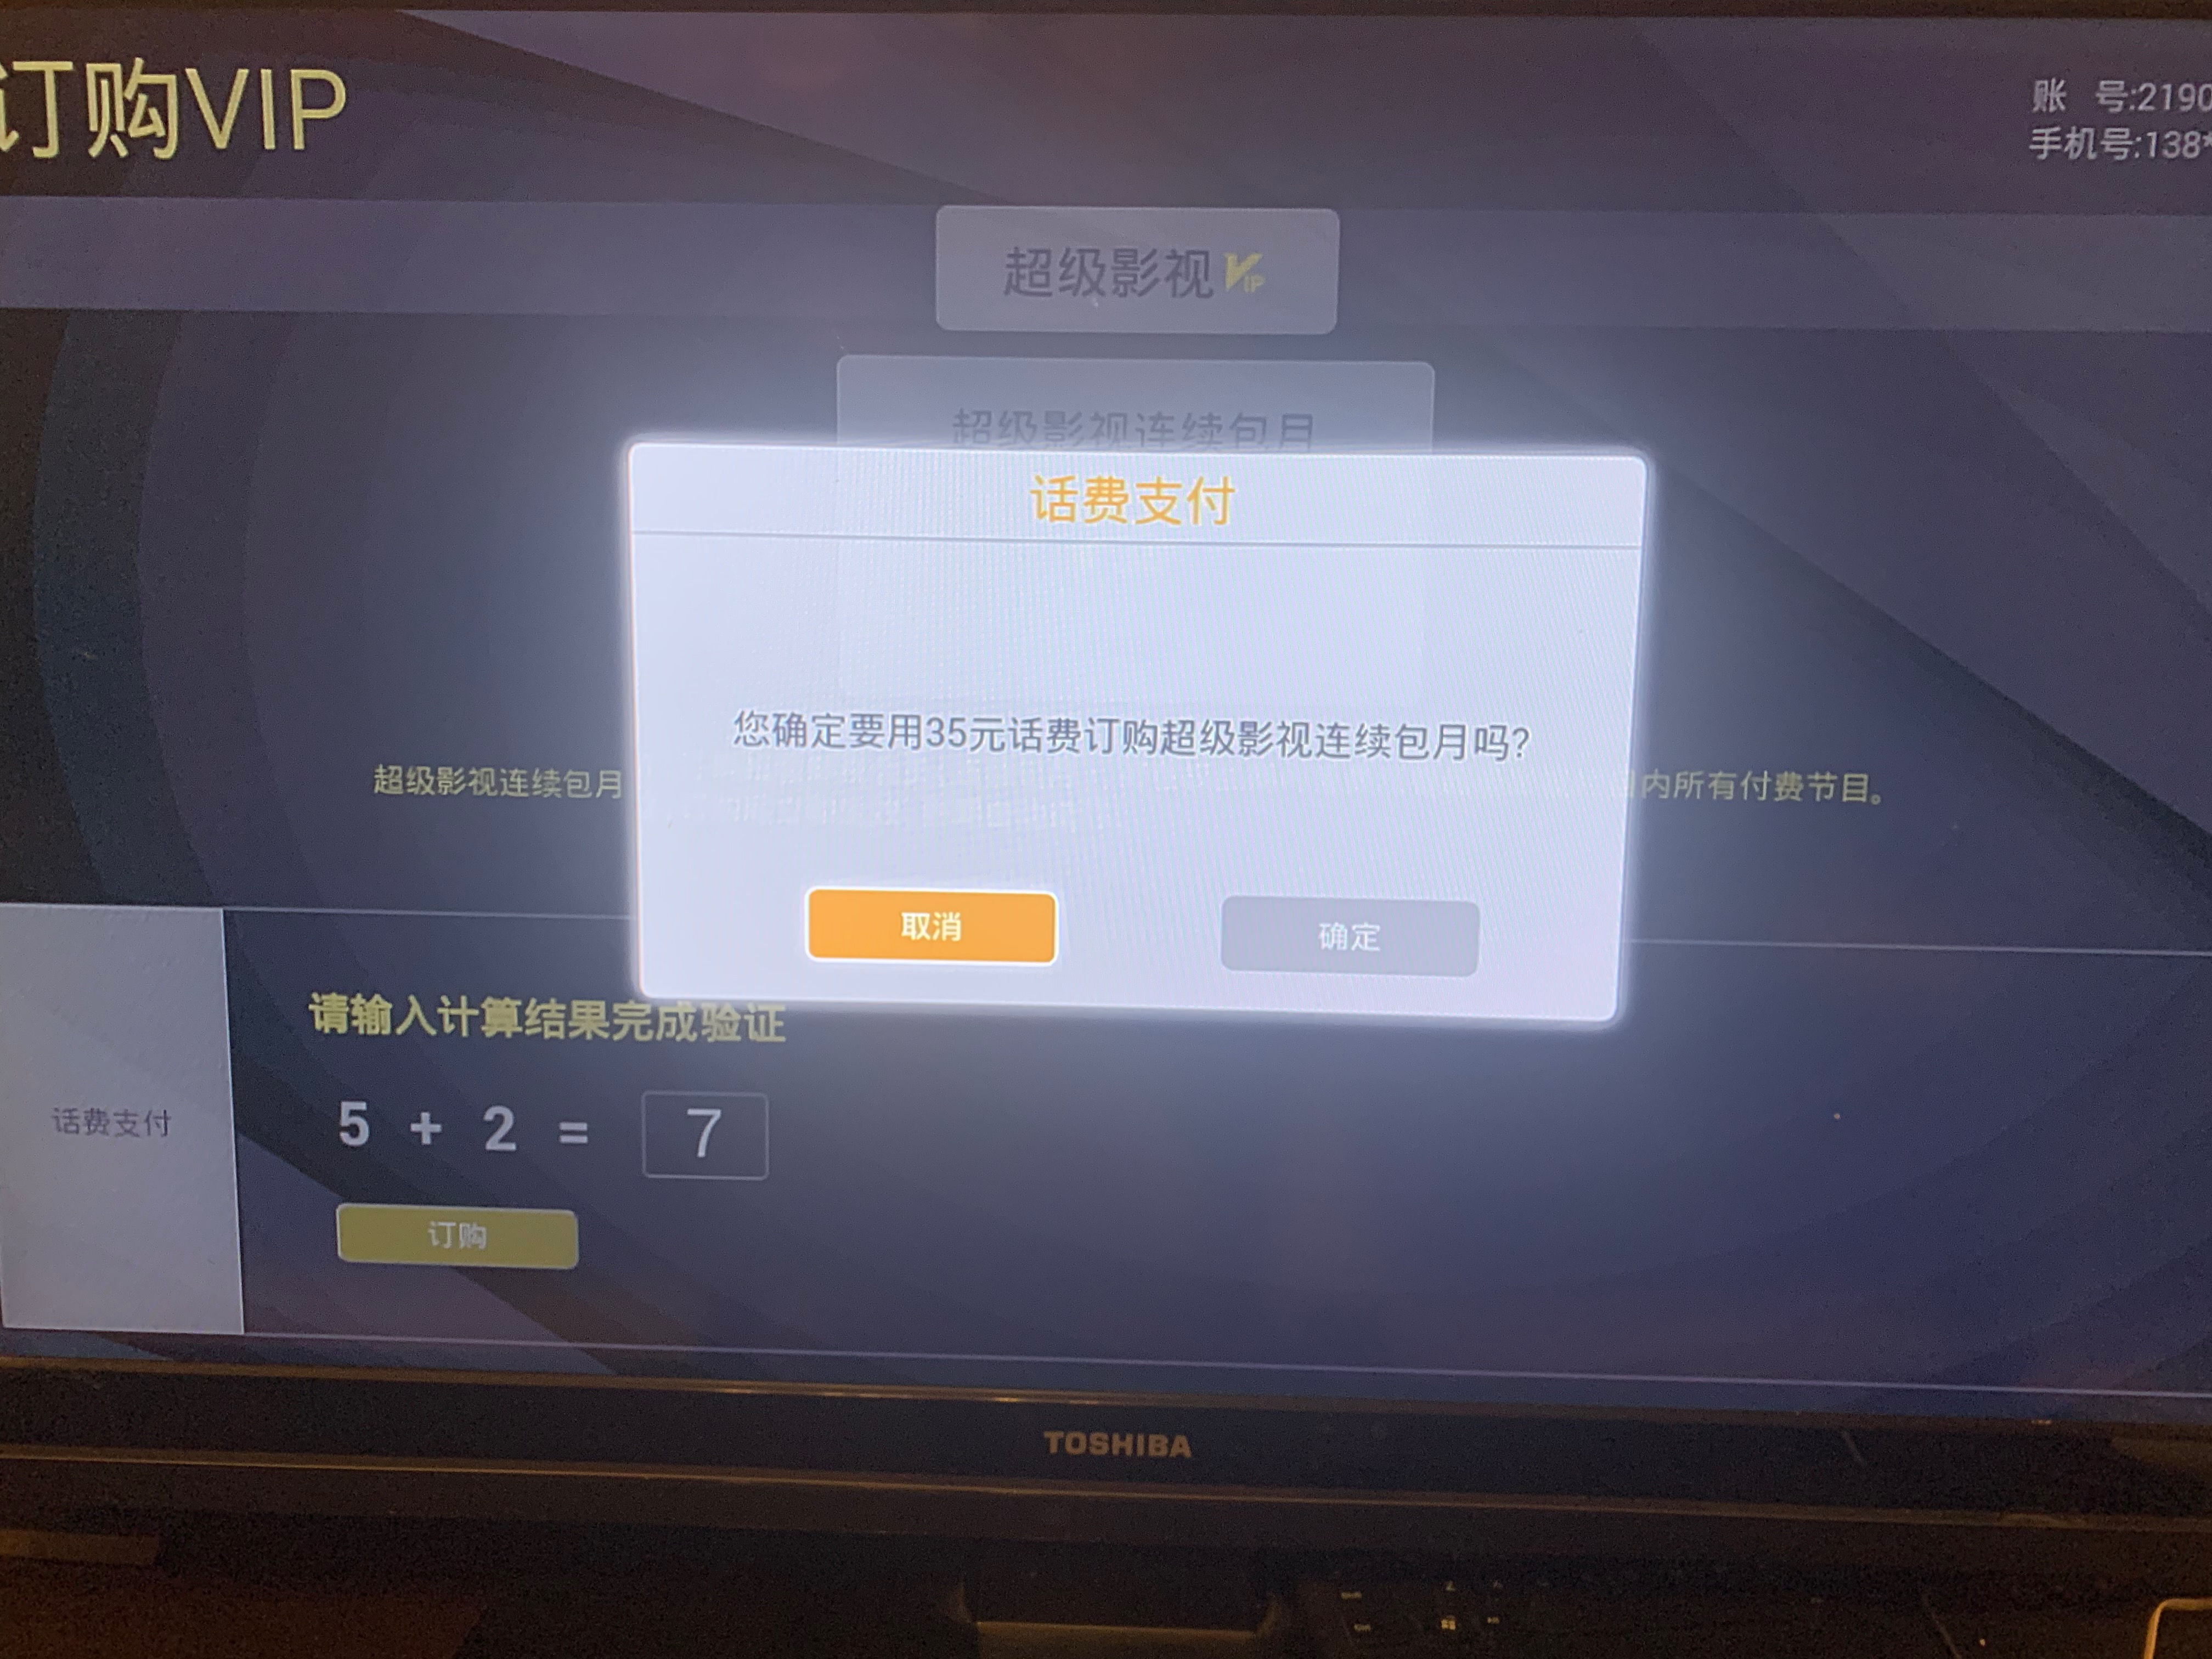 订购VIP
账 号:2190
手机号:138*
超级影视VIP
超级影视连续包月
话费支付
您确定要用35元话费订购超级影视连续包月吗?
超级影视连续包月
内所有付费节目。
取消
确定
请输入计算结果完成验证
5 + 2 = 7
话费支付
订购
TOSHIBA